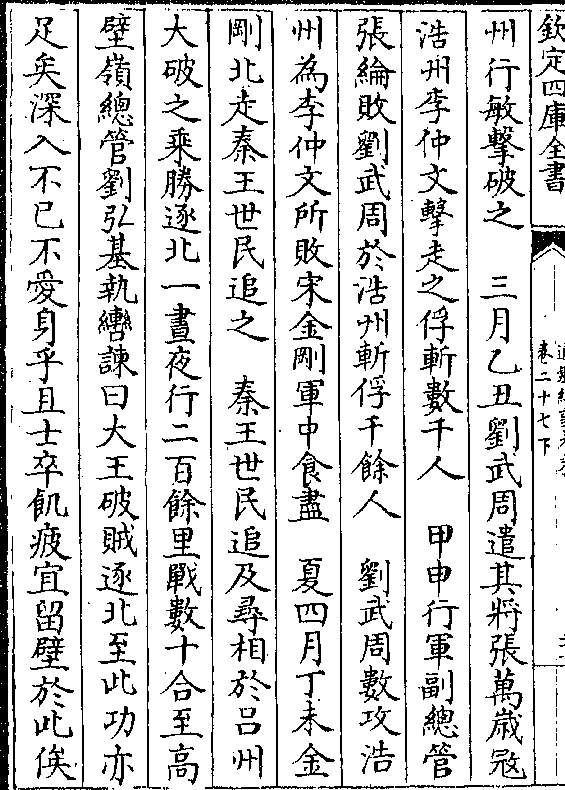 欽定四庫全書
卷二十七下
州行敏擊破之　三月乙丑劉武周遣其將張萬歲㓂
浩州李仲文擊走之俘斬數千人　甲申行軍副總管
張綸敗劉武周於浩州斬俘千餘人　劉武周數攻浩
州為李仲文所敗宋金剛軍中食盡　夏四月丁未金
剛北走秦王世民追之　秦王世民追及尋相於吕州
大破之乘勝逐北一晝夜行二百餘里戰數十合至高
壁嶺總管劉弘基執轡諫曰大王破賊逐北至此功亦
足矣深入不已不愛身乎且士卒飢疲宜留壁於此俟